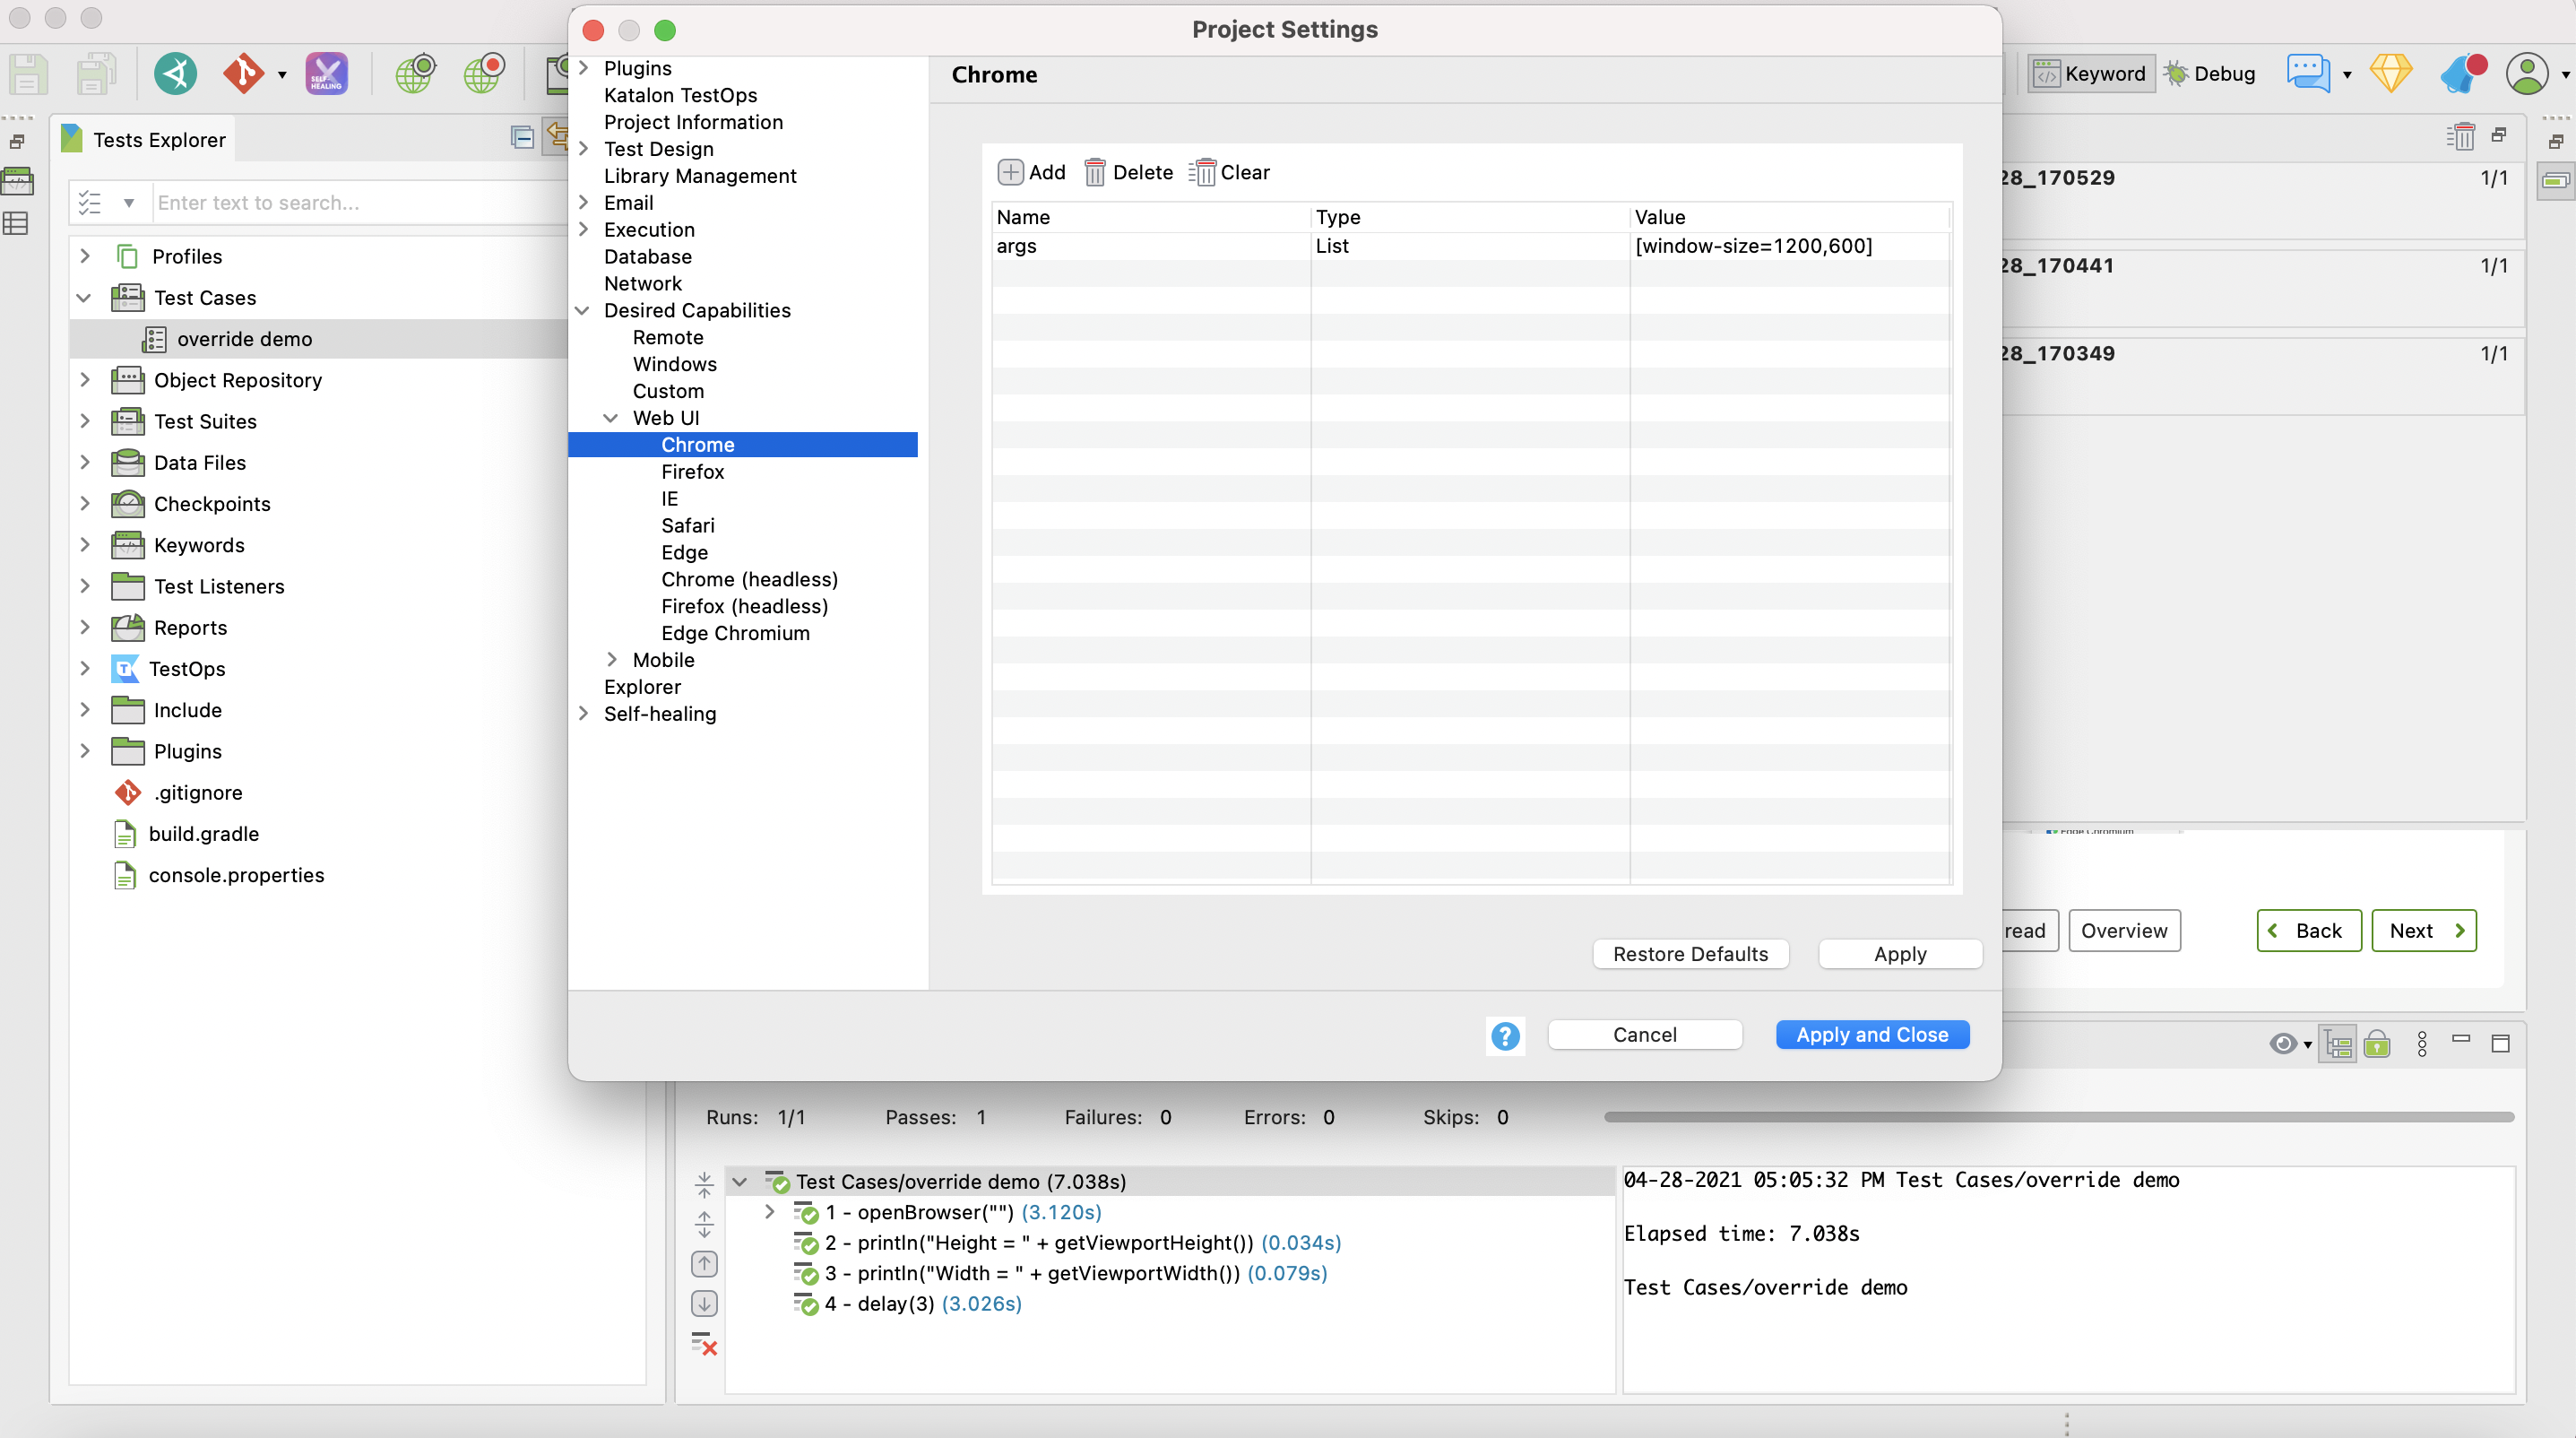 Project Settings
SELF-
HEALING
Keyword
Debug
Tests Explorer
Enter text to search...
Profiles
Test Cases
override demo
Object Repository
Test Suites
Data Files
Checkpoints
Keywords
Test Listeners
Reports
TestOps
Include
Plugins
.gitignore
build.gradle
console.properties
Plugins
Katalon TestOps
Project Information
Test Design
Library Management
Email
Execution
Database
Network
Desired Capabilities
Remote
Windows
Custom
Web UI
Chrome
Firefox
IE
Safari
Edge
Chrome (headless)
Firefox (headless)
Edge Chromium
Mobile
Explorer
Self-healing
Chrome
Add Delete Clear
Name Type Value
args List [window-size=1200,600]
Restore Defaults Apply
? Cancel Apply and Close
28_170529 1/1
28_170441 1/1
28_170349 1/1
Edge Chromium
read Overview Back Next
Runs: 1/1 Passes: 1 Failures: 0 Errors: 0 Skips: 0
Test Cases/override demo (7.038s)
1 - openBrowser("") (3.120s)
2 - println("Height = " + getViewportHeight()) (0.034s)
3 - println("Width = " + getViewportWidth()) (0.079s)
4 - delay(3) (3.026s)
04-28-2021 05:05:32 PM Test Cases/override demo
Elapsed time: 7.038s
Test Cases/override demo